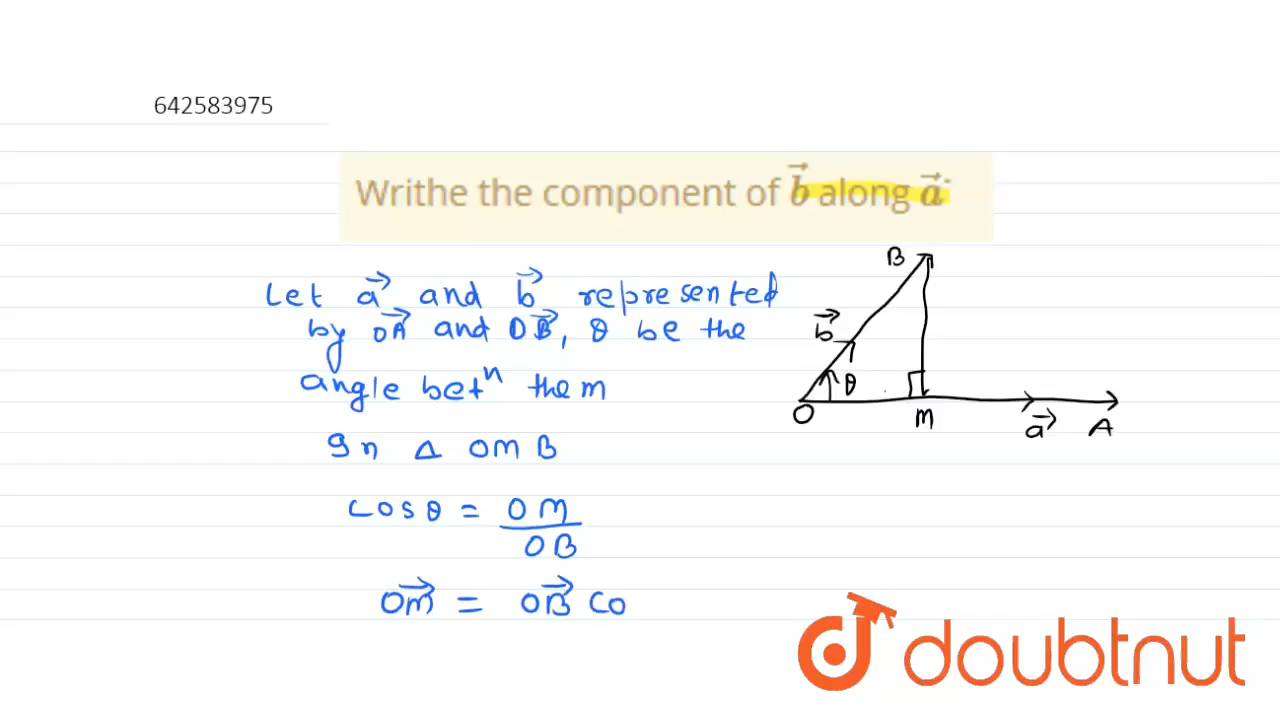 642583975
Writhe the component of b⃗ along a⃗
Let a⃗ and b⃗ represented
by OA⃗ and OB⃗, θ be the
angle betⁿ them
In Δ OMB
Cosθ = OM
OB
OM⃗ = OB⃗ Co
B
b⃗
θ
O
M
a⃗
A
doubtnut